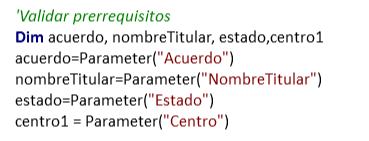 'Validar prerrequisitos
Dim acuerdo, nombreTitular, estado,centro1
acuerdo=Parameter("Acuerdo")
nombreTitular=Parameter("NombreTitular")
estado=Parameter("Estado")
centro1 = Parameter("Centro")